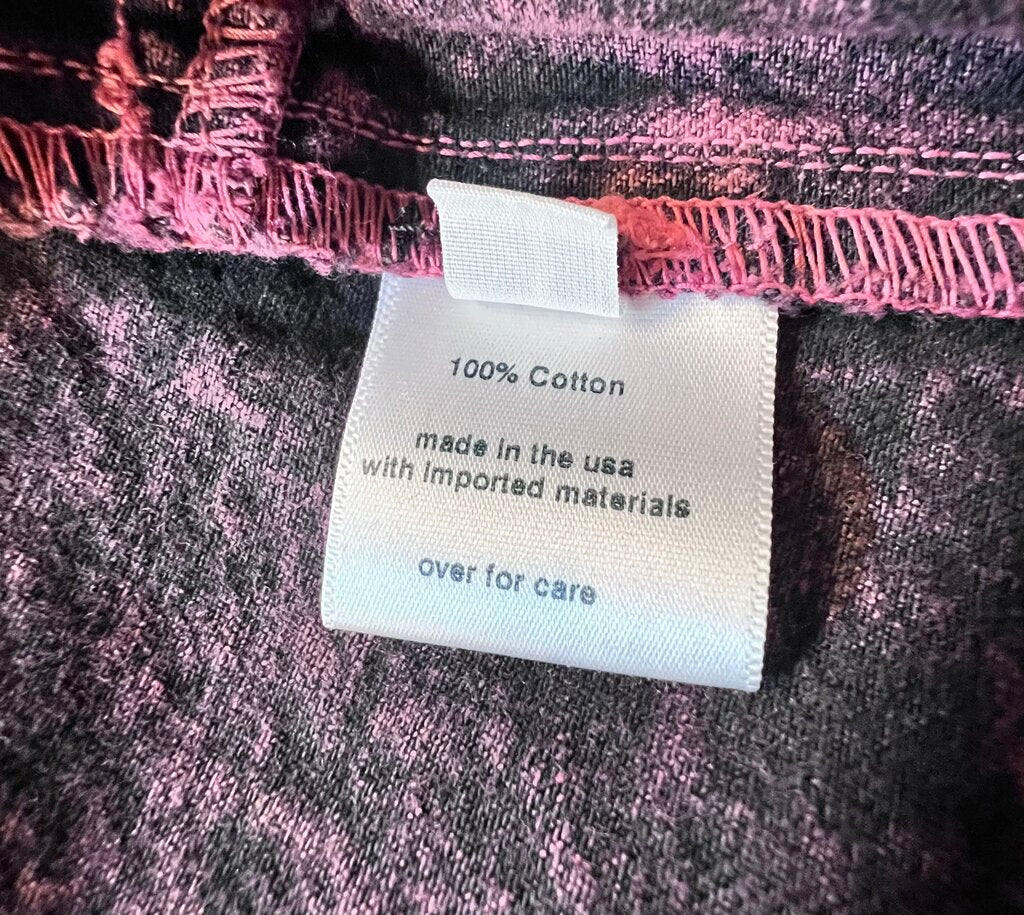 100% Cotton
made in the usa
with imported materials
over for care